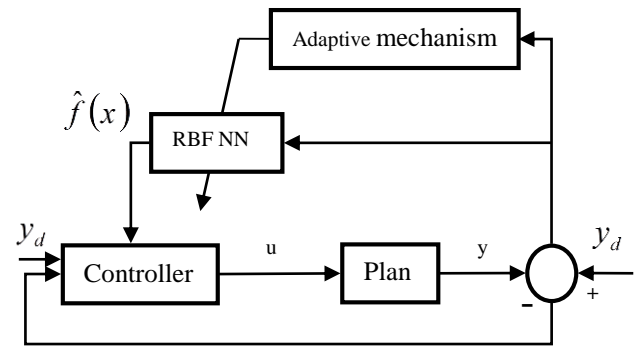 Adaptive mechanism
f̂(x)
RBF NN
y_d
u
y
y_d
Controller
Plan
-
+